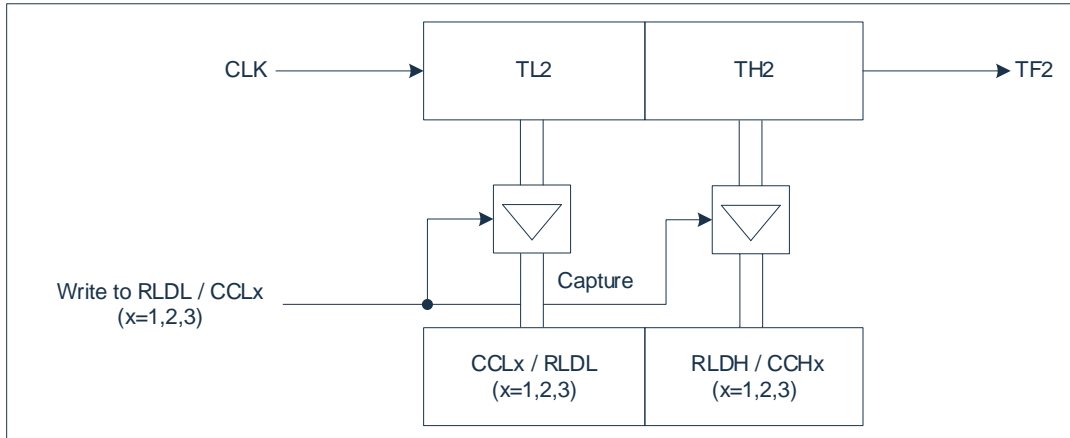 CLK
TL2
TH2
TF2
Capture
Write to RLDL / CCLx
(x=1,2,3)
CCLx / RLDL
(x=1,2,3)
RLDH / CCHx
(x=1,2,3)